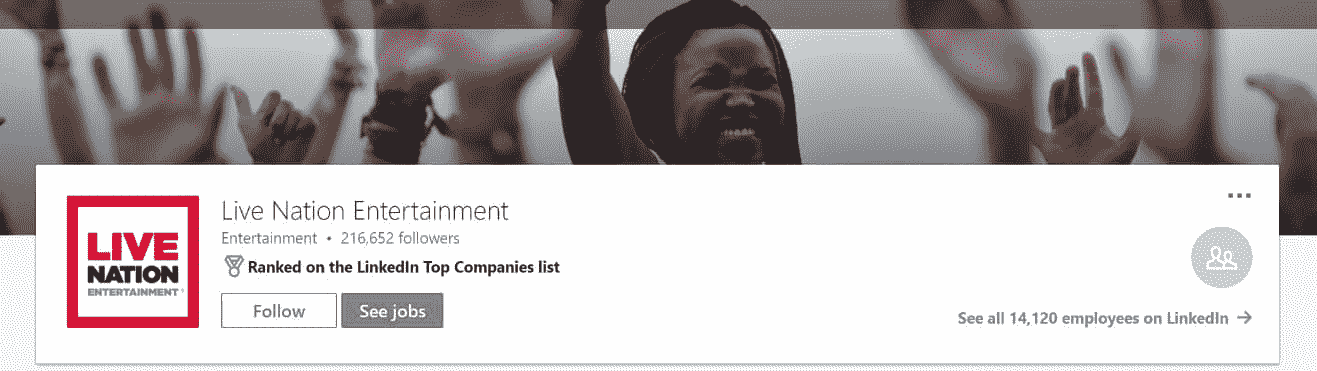 LIVE
NATION
ENTERTAINMENT
Live Nation Entertainment
Entertainment • 216,652 followers
Ranked on the LinkedIn Top Companies list
Follow
See jobs
See all 14,120 employees on LinkedIn →